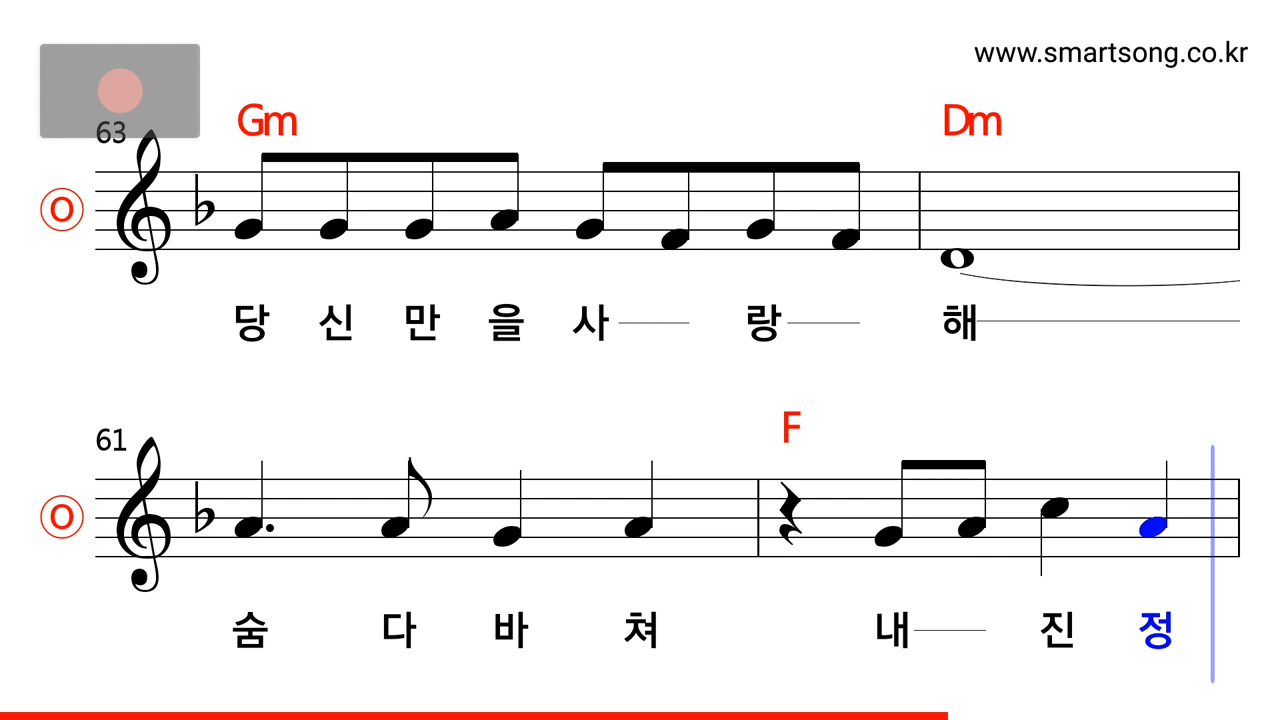 www.smartsong.co.kr
63
Gm Dm
O
당 신 만 을 사 랑 해
61
F
O
숨 다 바 쳐 내 진 정